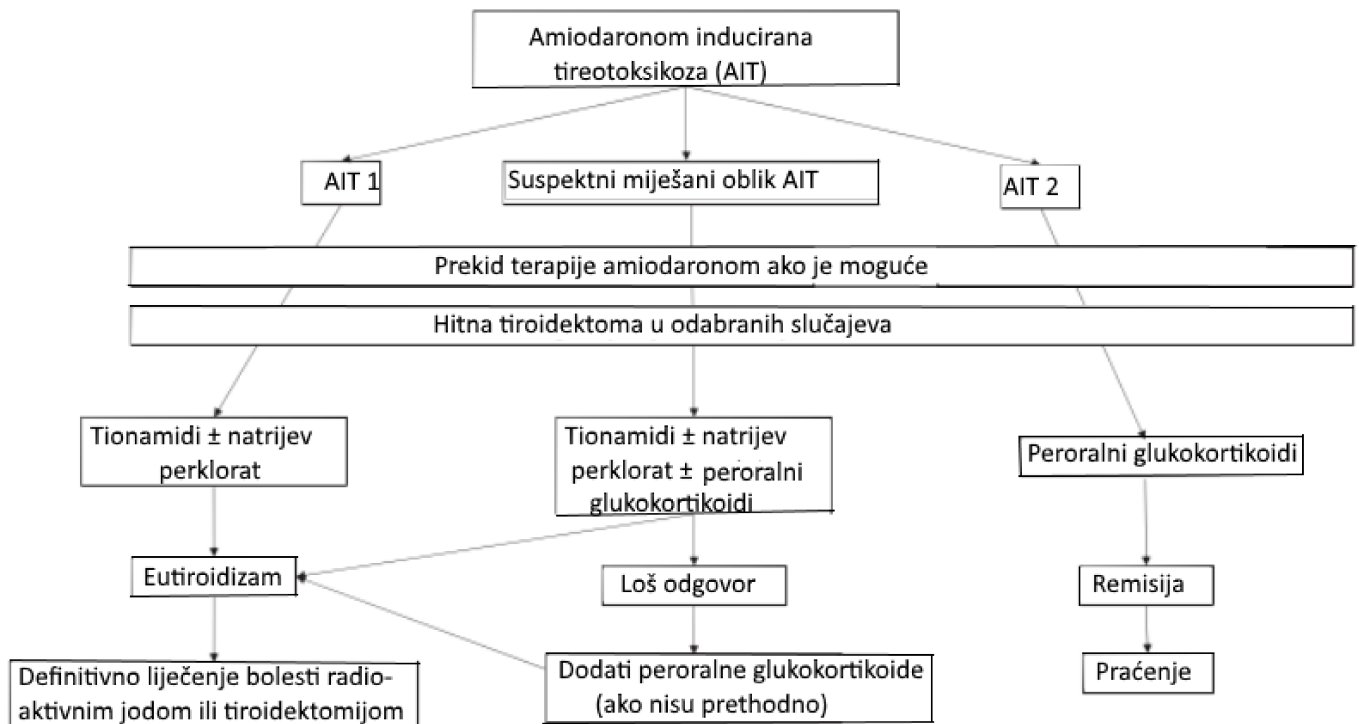 Amiodaronom inducirana
tireotoksikoza (AIT)
AIT 1
Suspektni miješani oblik AIT
AIT 2
Prekid terapije amiodaronom ako je moguće
Hitna tiroidektoma u odabranih slučajeva
Tionamidi ± natrijev
perklorat
Tionamidi ± natrijev
perklorat ± peroralni
glukokortikoidi
Peroralni glukokortikoidi
Eutiroidizam
Loš odgovor
Remisija
Definitivno liječenje bolesti radio-
aktivnim jodom ili tiroidektomijom
Dodati peroralne glukokortikoide
(ako nisu prethodno)
Praćenje